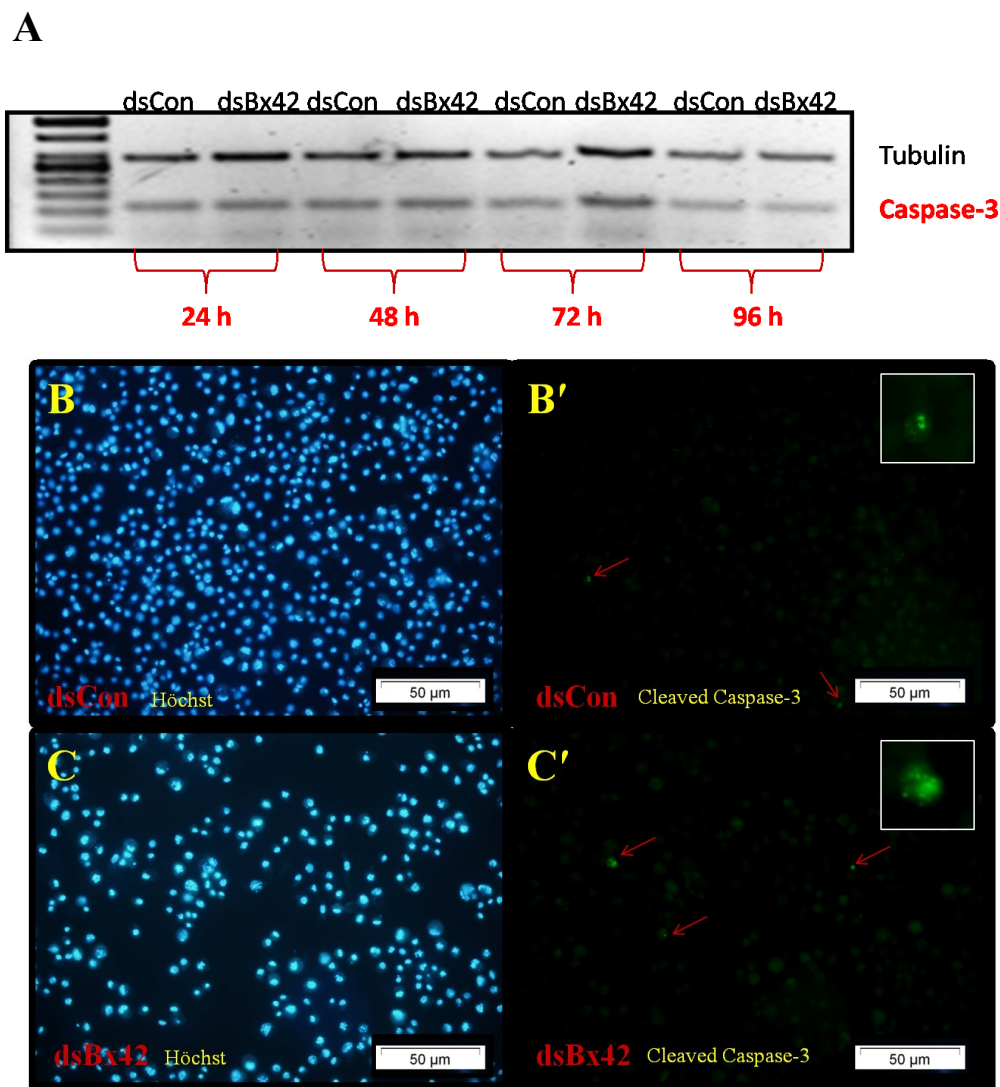 A
dsCon dsBx42 dsCon dsBx42 dsCon dsBx42 dsCon dsBx42
Tubulin
Caspase-3
24 h 48 h 72 h 96 h
B
dsCon Höchst
50 µm
B′
dsCon Cleaved Caspase-3
50 µm
C
dsBx42 Höchst
50 µm
C′
dsBx42 Cleaved Caspase-3
50 µm